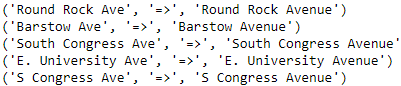 ('Round Rock Ave', '=>', 'Round Rock Avenue')
('Barstow Ave', '=>', 'Barstow Avenue')
('South Congress Ave', '=>', 'South Congress Avenue'
('E. University Ave', '=>', 'E. University Avenue')
('S Congress Ave', '=>', 'S Congress Avenue')